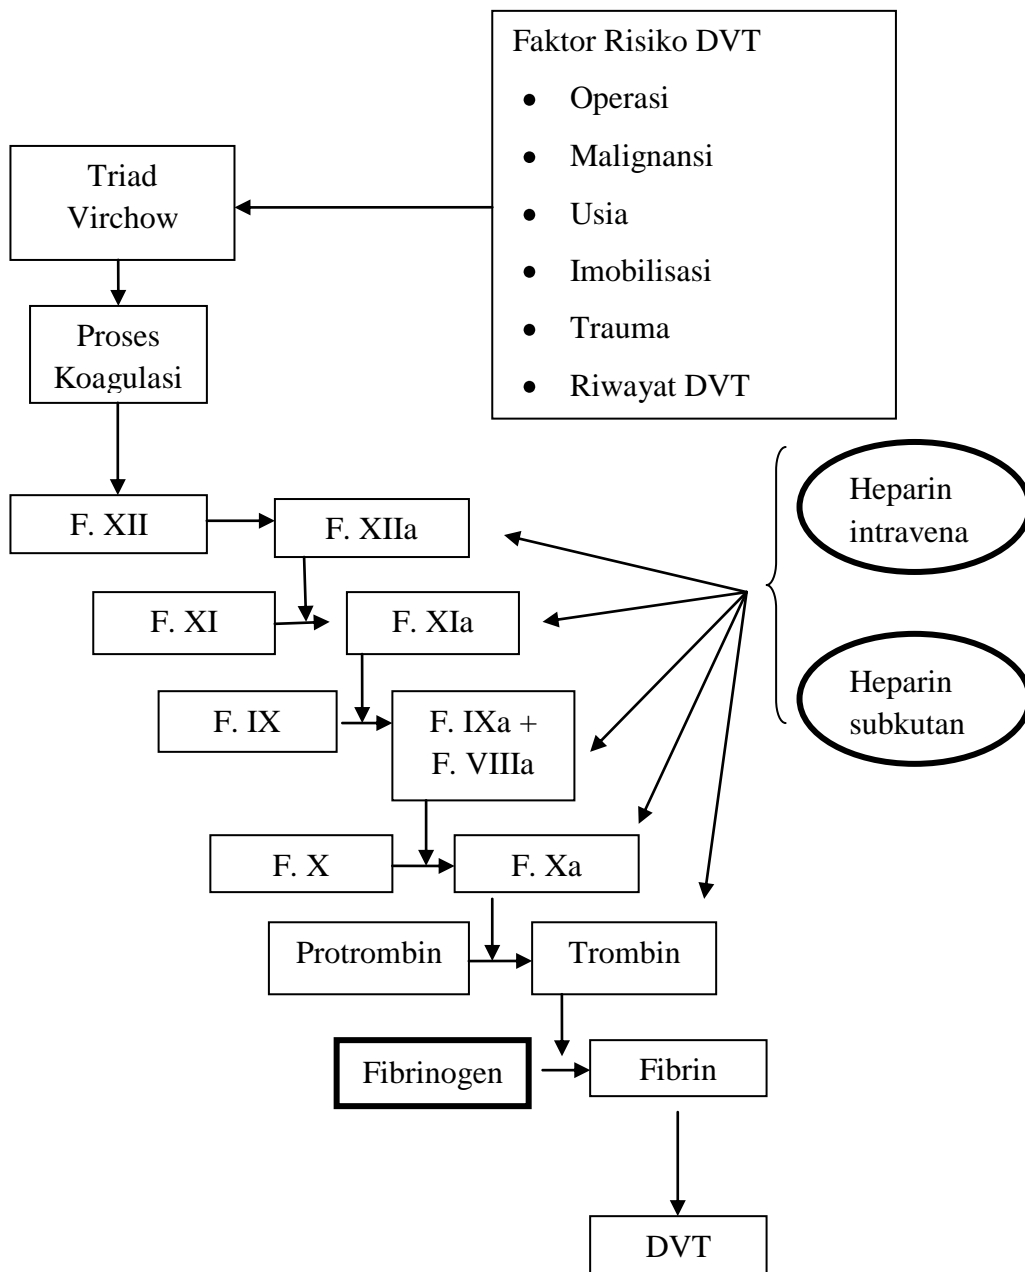 Faktor Risiko DVT
• Operasi
• Malignansi
• Usia
• Imobilisasi
• Trauma
• Riwayat DVT
Triad
Virchow
Proses
Koagulasi
Heparin
intravena
F. XII
F. XIIa
F. XI
F. XIa
Heparin
subkutan
F. IX
F. IXa +
F. VIIIa
F. X
F. Xa
Protrombin
Trombin
Fibrinogen
Fibrin
DVT